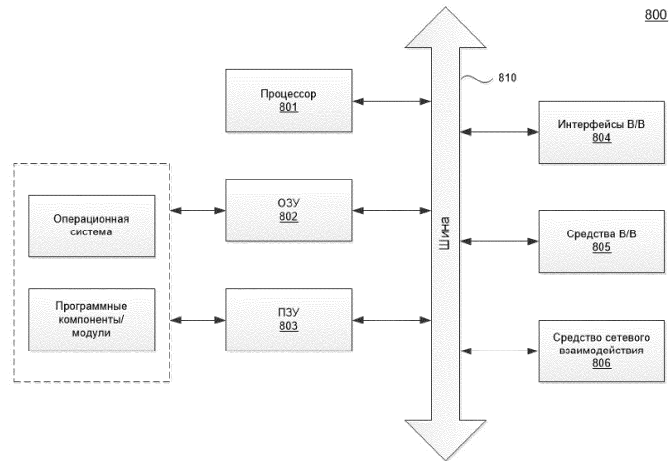 800
810
Процессор
801
Интерфейсы В/В
804
Операционная
система
ОЗУ
802
Шина
Средства В/В
805
Программные
компоненты/
модули
ПЗУ
803
Средство сетевого
взаимодействия
806